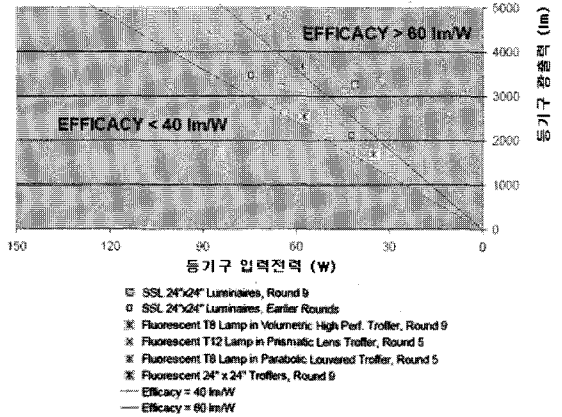 5000
EFFICACY > 60 lm/W
4000
3000
EFFICACY < 40 lm/W
2000
1000
0
등기구 광출력 (lm)
150 120 90 60 30 0
등기구 입력전력 (W)
SSL 24"x24" Luminaires, Round 9
SSL 24"x24" Luminaires, Earlier Rounds
Fluorescent T8 Lamp in Volumetric High Perf. Troffer, Round 9
Fluorescent T12 Lamp in Prismatic Lens Troffer, Round 5
Fluorescent T8 Lamp in Parabolic Louvered Troffer, Round 5
Fluorescent 24" x 24" Troffers, Round 9
Efficacy = 40 lm/W
Efficacy = 60 lm/W